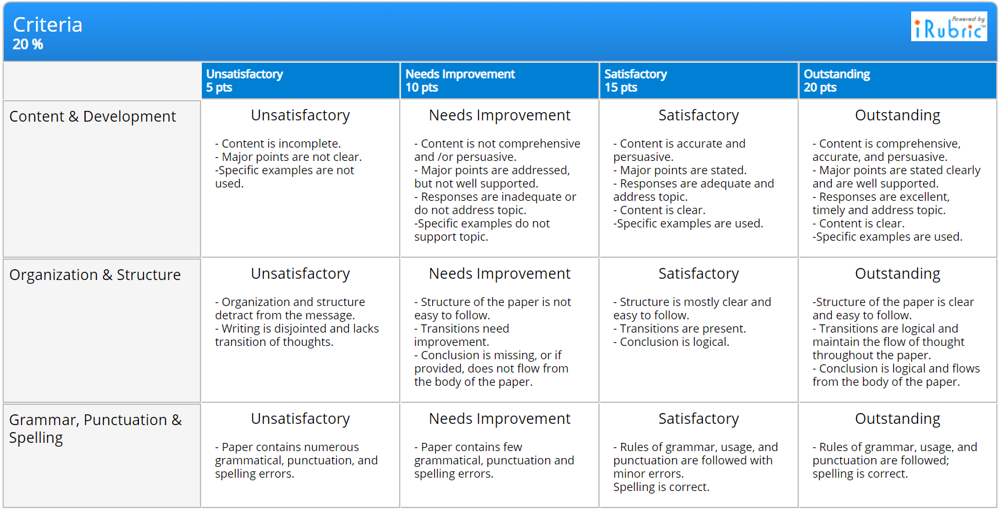 Criteria
20 %
Powered by
iRubric™
Unsatisfactory
5 pts
Needs Improvement
10 pts
Satisfactory
15 pts
Outstanding
20 pts
Content & Development
Unsatisfactory
- Content is incomplete.
- Major points are not clear.
-Specific examples are not
used.
Needs Improvement
- Content is not comprehensive
and /or persuasive.
- Major points are addressed,
but not well supported.
- Responses are inadequate or
do not address topic.
-Specific examples do not
support topic.
Satisfactory
- Content is accurate and
persuasive.
- Major points are stated.
- Responses are adequate and
address topic.
- Content is clear.
-Specific examples are used.
Outstanding
- Content is comprehensive,
accurate, and persuasive.
- Major points are stated clearly
and are well supported.
- Responses are excellent,
timely and address topic.
- Content is clear.
-Specific examples are used.
Organization & Structure
Unsatisfactory
- Organization and structure
detract from the message.
- Writing is disjointed and lacks
transition of thoughts.
Needs Improvement
- Structure of the paper is not
easy to follow.
- Transitions need
improvement.
- Conclusion is missing, or if
provided, does not flow from
the body of the paper.
Satisfactory
- Structure is mostly clear and
easy to follow.
- Transitions are present.
- Conclusion is logical.
Outstanding
-Structure of the paper is clear
and easy to follow.
- Transitions are logical and
maintain the flow of thought
throughout the paper.
- Conclusion is logical and flows
from the body of the paper.
Grammar, Punctuation &
Spelling
Unsatisfactory
- Paper contains numerous
grammatical, punctuation, and
spelling errors.
Needs Improvement
- Paper contains few
grammatical, punctuation and
spelling errors.
Satisfactory
- Rules of grammar, usage, and
punctuation are followed with
minor errors.
Spelling is correct.
Outstanding
- Rules of grammar, usage, and
punctuation are followed;
spelling is correct.